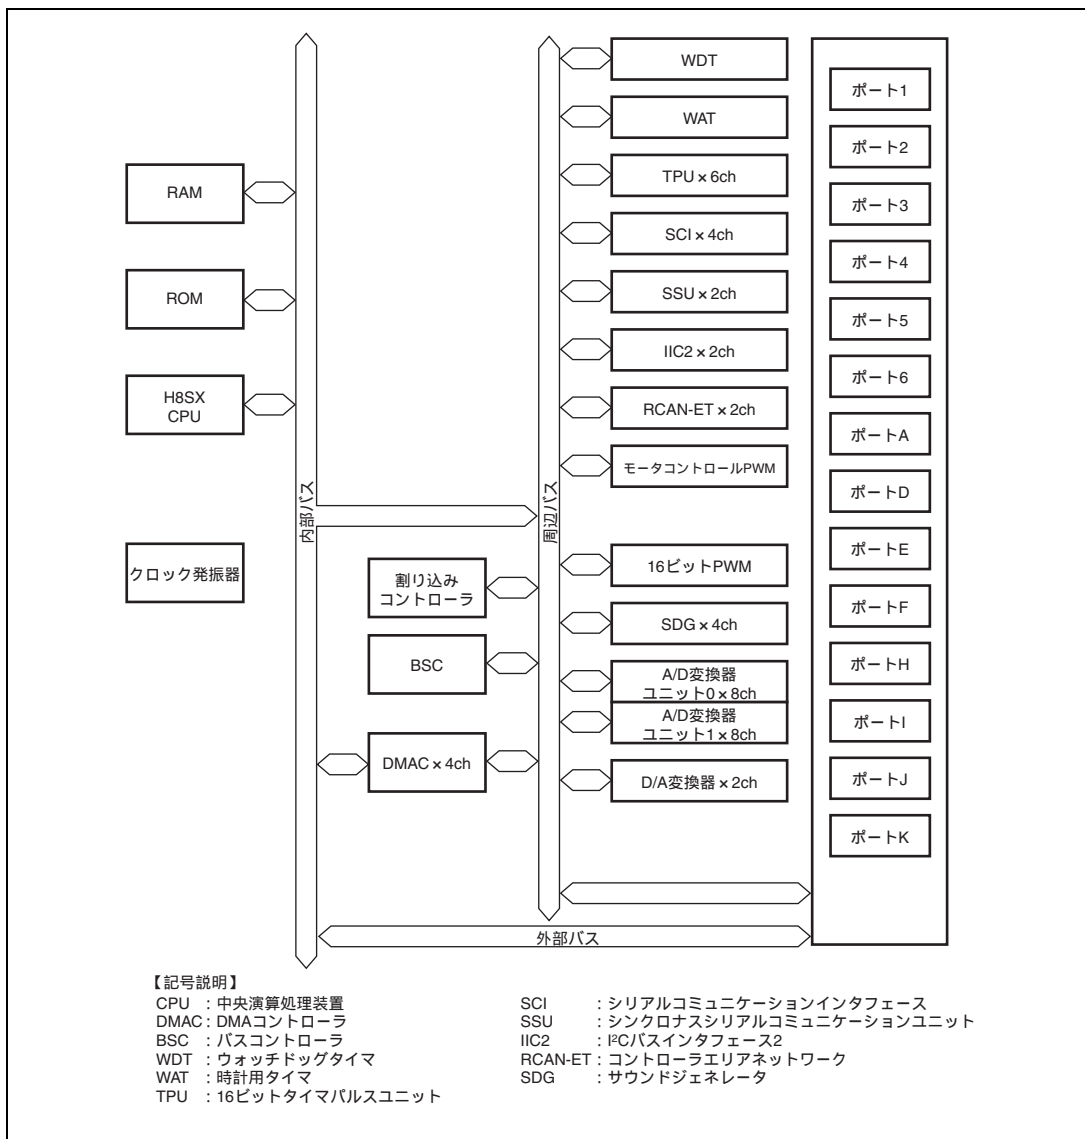 RAM
ROM
H8SX
CPU
クロック発振器
内部バス
割り込み
コントローラ
BSC
DMAC×4ch
周辺バス
WDT
WAT
TPU×6ch
SCI×4ch
SSU×2ch
IIC2×2ch
RCAN-ET×2ch
モータコントロールPWM
16ビットPWM
SDG×4ch
A/D変換器
ユニット0×8ch
A/D変換器
ユニット1×8ch
D/A変換器×2ch
ポート1
ポート2
ポート3
ポート4
ポート5
ポート6
ポートA
ポートD
ポートE
ポートF
ポートH
ポートI
ポートJ
ポートK
外部バス
【記号説明】
CPU : 中央演算処理装置
DMAC : DMAコントローラ
BSC : バスコントローラ
WDT : ウォッチドッグタイマ
WAT : 時計用タイマ
TPU : 16ビットタイマパルスユニット
SCI : シリアルコミュニケーションインタフェース
SSU : シンクロナスシリアルコミュニケーションユニット
IIC2 : I²Cバスインタフェース2
RCAN-ET : コントローラエリアネットワーク
SDG : サウンドジェネレータ